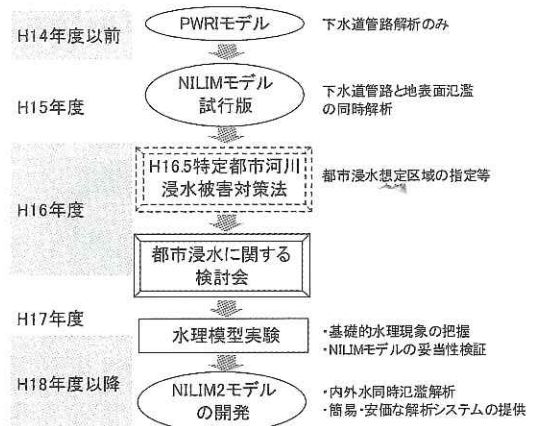 H14年度以前
PWRIモデル
下水道管路解析のみ
H15年度
NILIMモデル
試行版
下水道管路と地表面氾濫
の同時解析
H16年度
H16.5特定都市河川
浸水被害対策法
都市浸水想定区域の指定等
都市浸水に関する
検討会
H17年度
水理模型実験
・基礎的水理現象の把握
・NILIMモデルの妥当性検証
H18年度以降
NILIM2モデル
の開発
・内外水同時氾濫解析
・簡易・安価な解析システムの提供